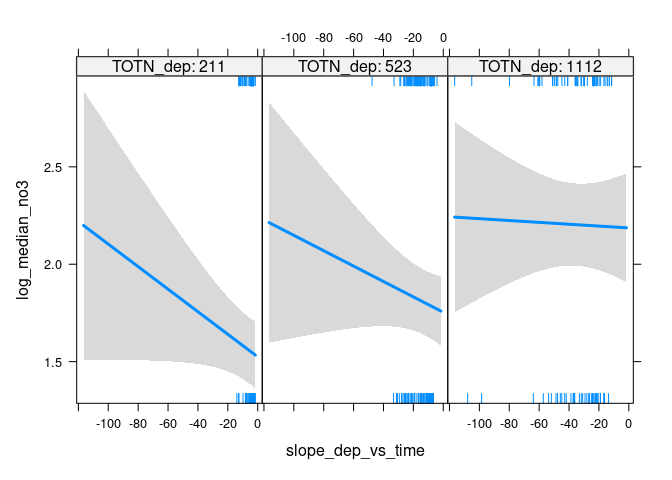 -100 -80 -60 -40 -20 0
TOTN_dep: 211 TOTN_dep: 523 TOTN_dep: 1112
2.5
2.0
1.5
log_median_no3
-100 -80 -60 -40 -20 0 -100 -80 -60 -40 -20 0
slope_dep_vs_time